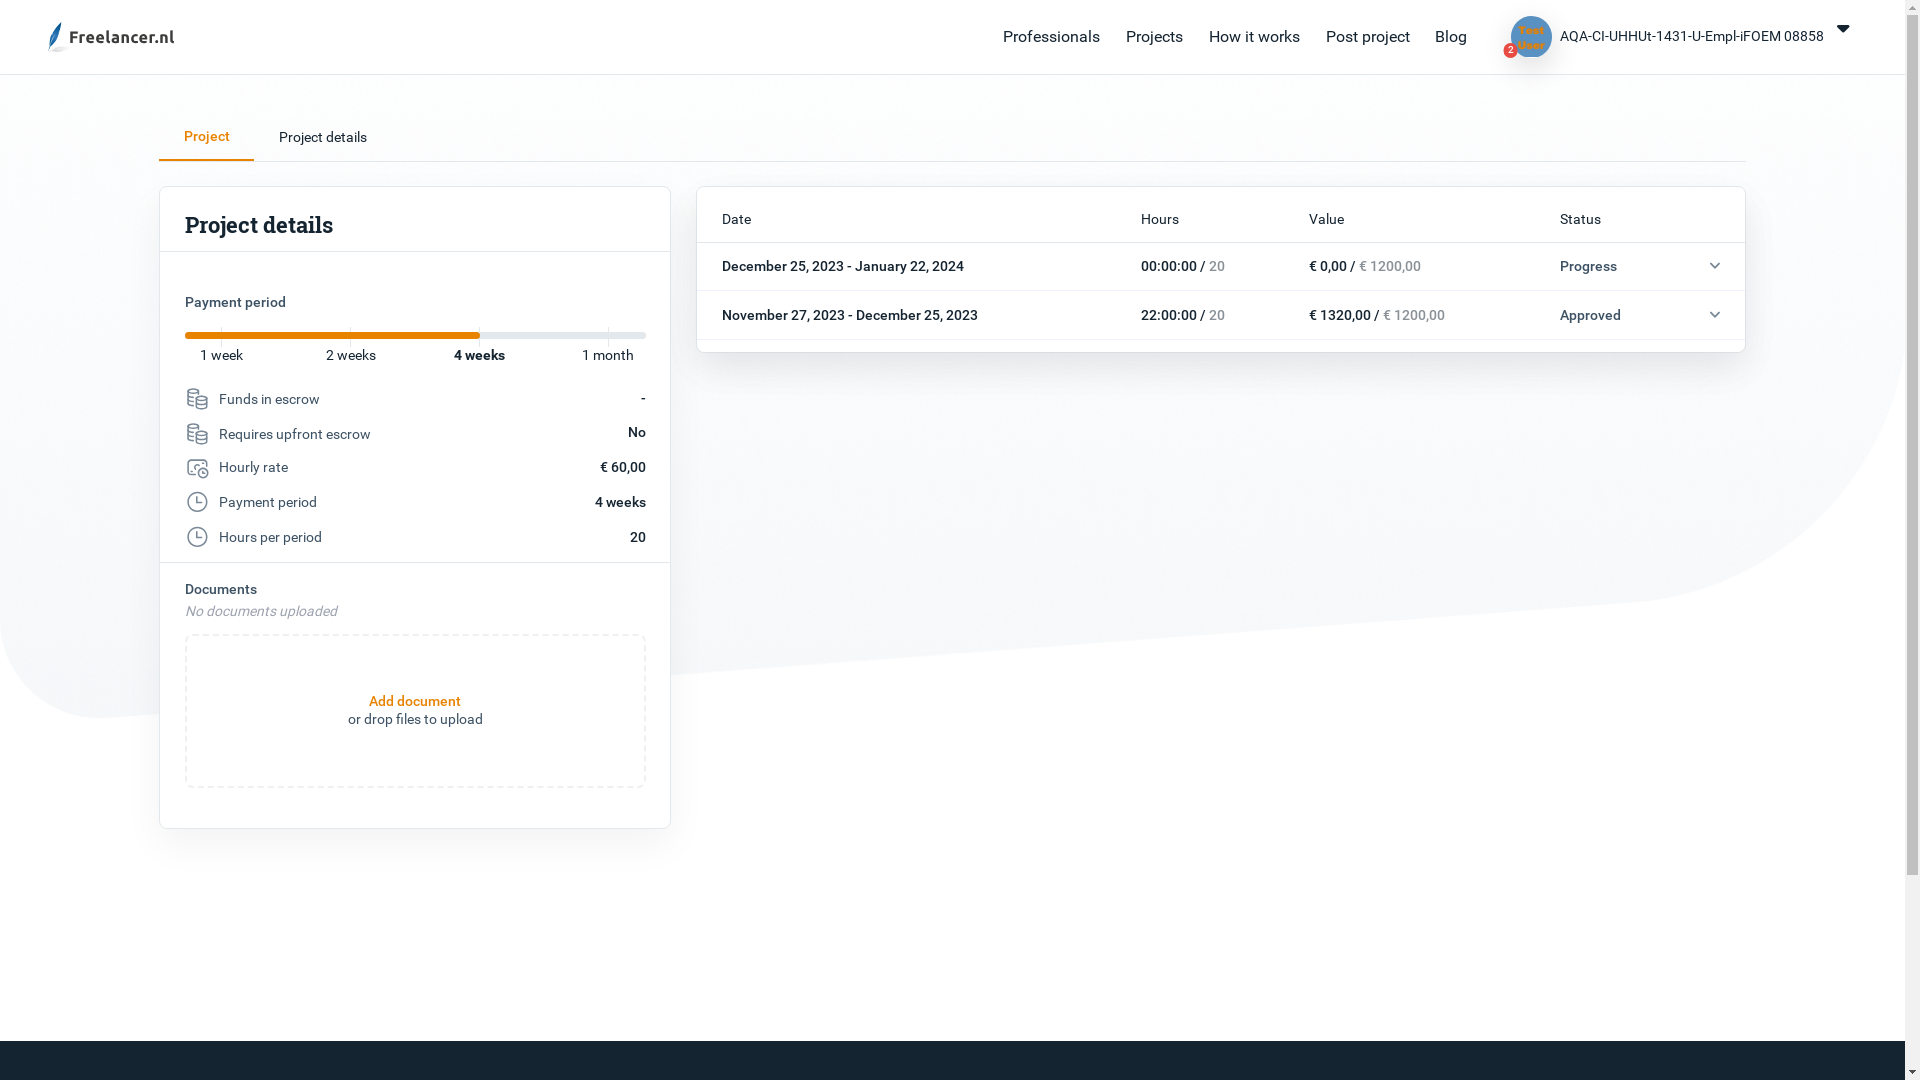 Freelancer.nl
Professionals
Projects
How it works
Post project
Blog
Test
User
2
AQA-CI-UHHUt-1431-U-Empl-iFOEM 08858
Project
Project details
Project details
Payment period
1 week
2 weeks
4 weeks
1 month
Funds in escrow -
Requires upfront escrow No
Hourly rate € 60,00
Payment period 4 weeks
Hours per period 20
Documents
No documents uploaded
Add document
or drop files to upload
Date Hours Value Status
December 25, 2023 - January 22, 2024 00:00:00 / 20 € 0,00 / € 1200,00 Progress
November 27, 2023 - December 25, 2023 22:00:00 / 20 € 1320,00 / € 1200,00 Approved